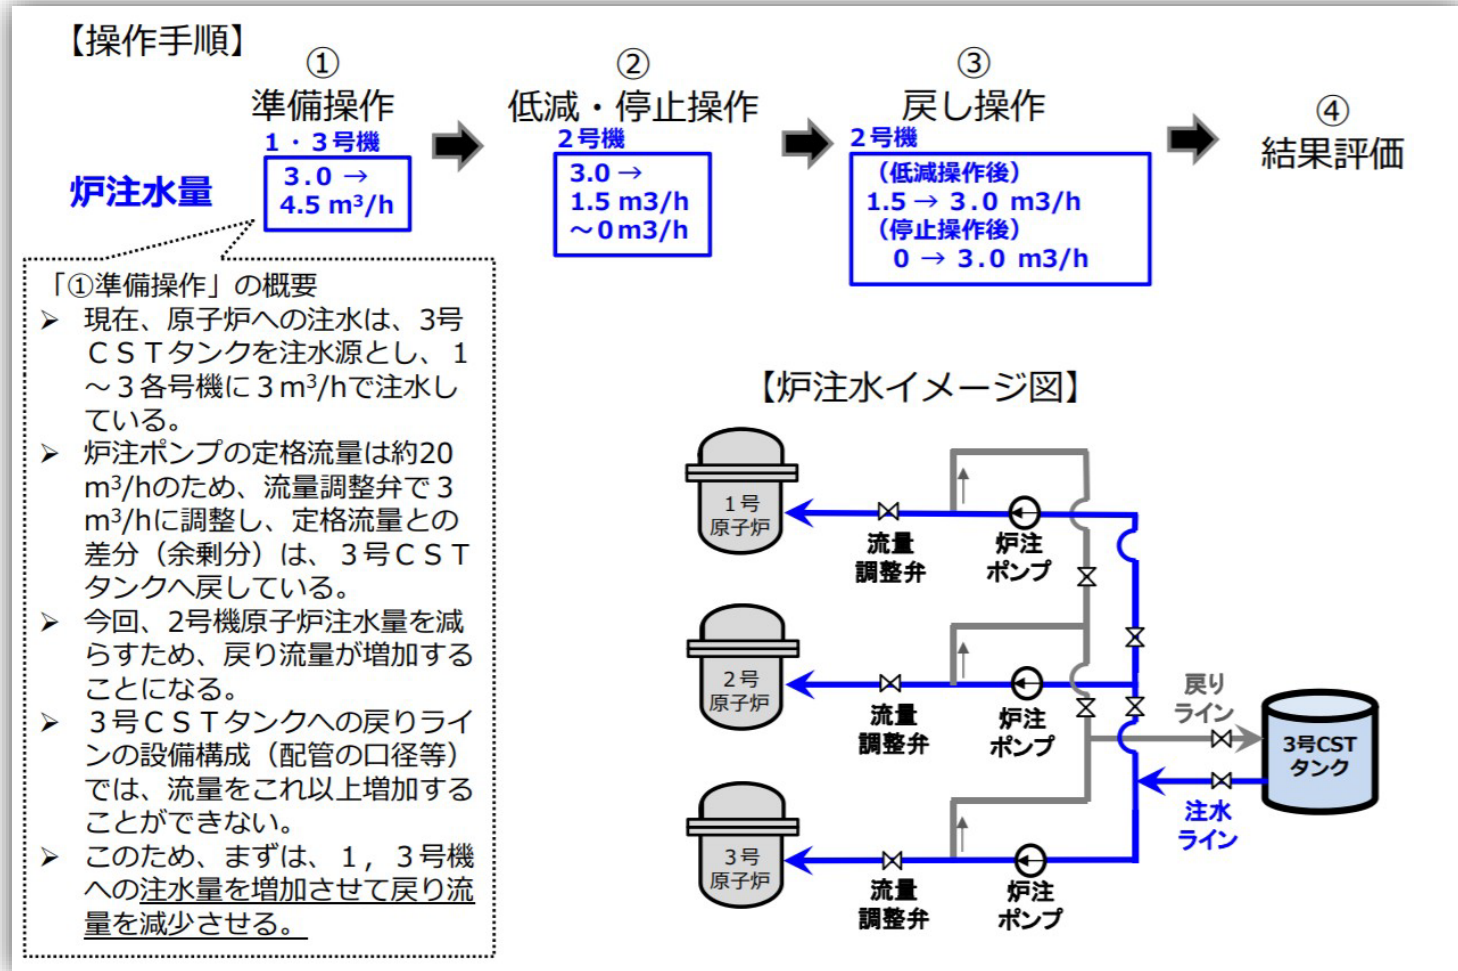 【操作手順】
①
準備操作
１・３号機
炉注水量
3.0 →
4.5 m³/h
②
低減・停止操作
２号機
3.0 →
1.5 m3/h
～０m3/h
③
戻し操作
２号機
（低減操作後）
1.5 → 3.0 m3/h
（停止操作後）
０ → 3.0 m3/h
④
結果評価
「①準備操作」の概要
➢ 現在、原子炉への注水は、3号
ＣＳＴタンクを注水源とし、１
～３各号機に３m³/hで注水し
ている。
➢ 炉注ポンプの定格流量は約20
m³/hのため、流量調整弁で３
m³/hに調整し、定格流量との
差分（余剰分）は、３号ＣＳＴ
タンクへ戻している。
➢ 今回、2号機原子炉注水量を減
らすため、戻り流量が増加する
ことになる。
➢ ３号ＣＳＴタンクへの戻りライ
ンの設備構成（配管の口径等）
では、流量をこれ以上増加する
ことができない。
➢ このため、まずは、１，３号機
への注水量を増加させて戻り流
量を減少させる。
【炉注水イメージ図】
１号
原子炉
流量
調整弁
炉注
ポンプ
２号
原子炉
流量
調整弁
炉注
ポンプ
戻り
ライン
3号CST
タンク
注水
ライン
３号
原子炉
流量
調整弁
炉注
ポンプ